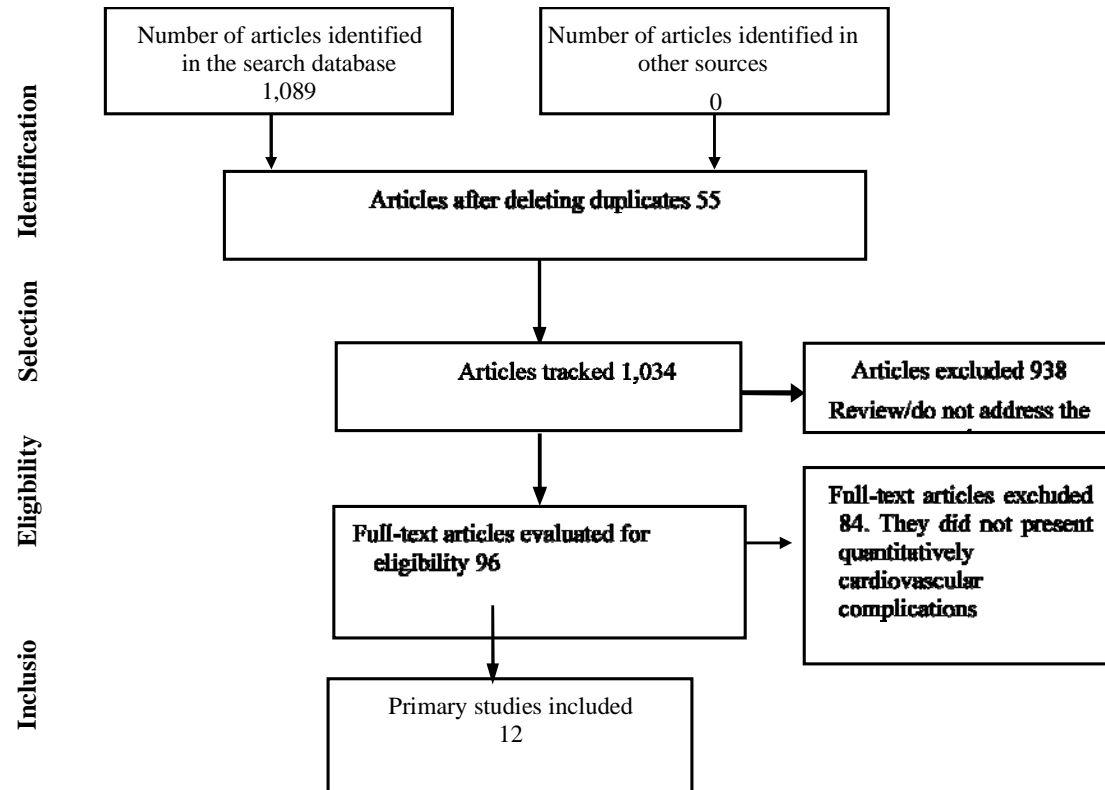 Number of articles identified
in the search database
1,089
Number of articles identified in
other sources
0
Identification
Articles after deleting duplicates 55
Selection
Articles tracked 1,034
Articles excluded 938
Review/do not address the
Eligibility
Full-text articles evaluated for
eligibility 96
Full-text articles excluded
84. They did not present
quantitatively
cardiovascular
complications
Inclusio
Primary studies included
12